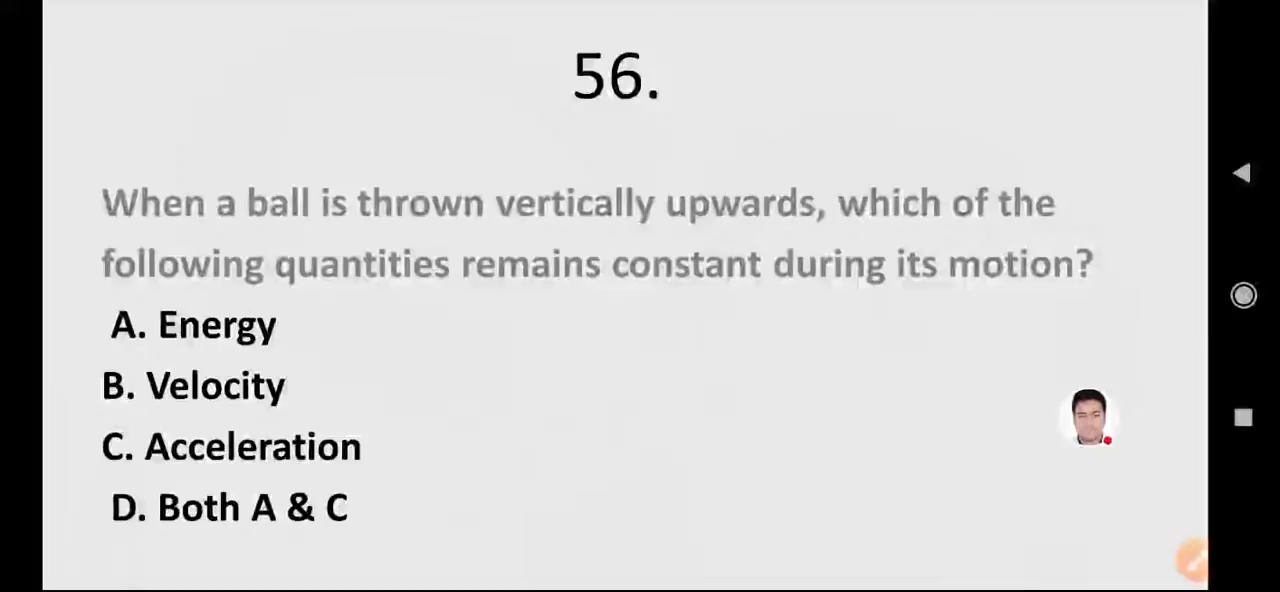 56.
When a ball is thrown vertically upwards, which of the
following quantities remains constant during its motion?
A. Energy
B. Velocity
C. Acceleration
D. Both A & C